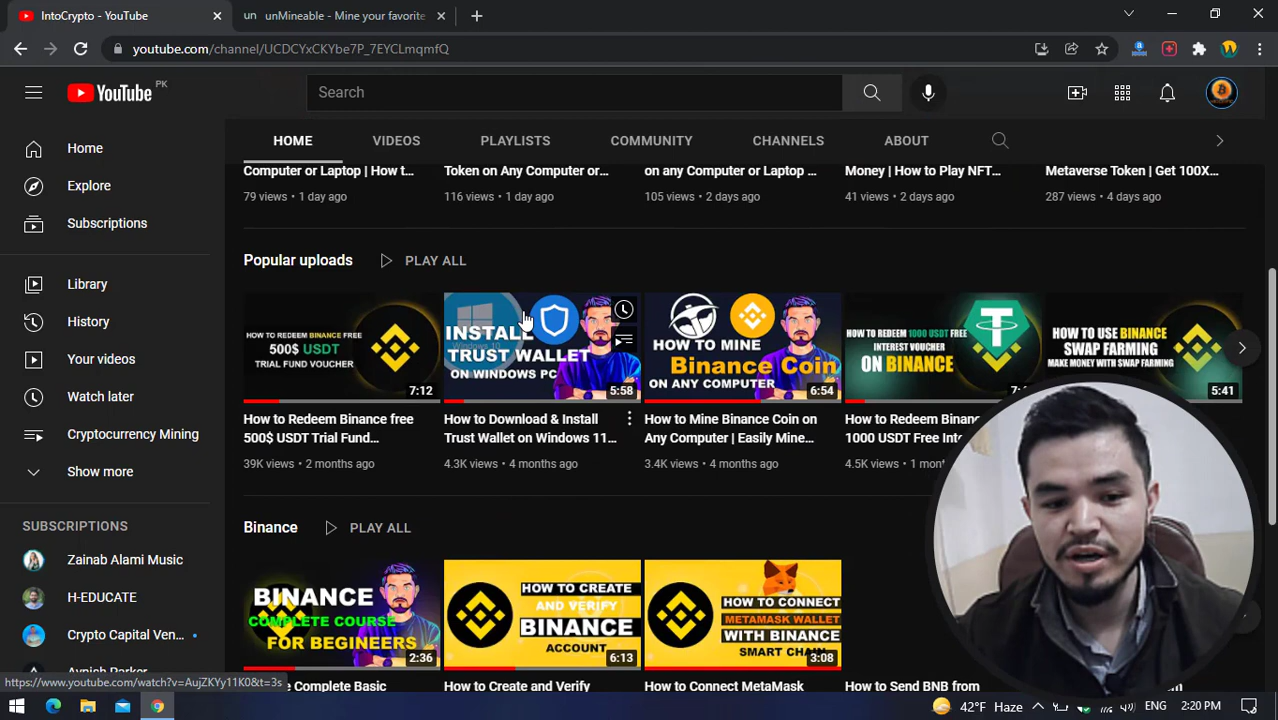 IntoCrypto - YouTube
un unMineable - Mine your favorite
youtube.com/channel/UCDCYxCKYbe7P_7EYCLmqmfQ
YouTube PK
Search
HOME VIDEOS PLAYLISTS COMMUNITY CHANNELS ABOUT
Home
Explore
Subscriptions
Library
History
Your videos
Watch later
Cryptocurrency Mining
Show more
SUBSCRIPTIONS
Zainab Alami Music
H-EDUCATE
Crypto Capital Ven...
Computer or Laptop | How t...
79 views • 1 day ago
Token on Any Computer or...
116 views • 1 day ago
on any Computer or Laptop ...
105 views • 2 days ago
Money | How to Play NFT...
41 views • 2 days ago
Metaverse Token | Get 100X...
287 views • 4 days ago
Popular uploads PLAY ALL
HOW TO REDEEM BINANCE FREE
500$ USDT
TRIAL FUND VOUCHER
7:12
How to Redeem Binance free
500$ USDT Trial Fund...
39K views • 2 months ago
INSTALL
Windows 10
TRUST WALLET
ON WINDOWS PC
5:58
How to Download & Install
Trust Wallet on Windows 11...
4.3K views • 4 months ago
HOW TO MINE
Binance Coin
ON ANY COMPUTER
6:54
How to Mine Binance Coin on
Any Computer | Easily Mine...
3.4K views • 4 months ago
HOW TO REDEEM 1000 USDT FREE
INTEREST VOUCHER
ON BINANCE
How to Redeem
1000 USDT Free
4.5K views
HOW TO USE BINANCE
SWAP FARMING
MAKE MONEY WITH SWAP FARMING
5:41
Binance PLAY ALL
BINANCE
COMPLETE COURSE
FOR BEGINEERS
2:36
Complete Basic
HOW TO CREATE
AND VERIFY
BINANCE
ACCOUNT
6:13
How to Create and Verify
HOW TO CONNECT
METAMASK WALLET
WITH BINANCE
SMART CHAIN
3:08
How to Connect MetaMask
How to Send BNB from
https://www.youtube.com/watch?v=AujZKYy11K0&t=3s
42°F Haze ENG 2:20 PM